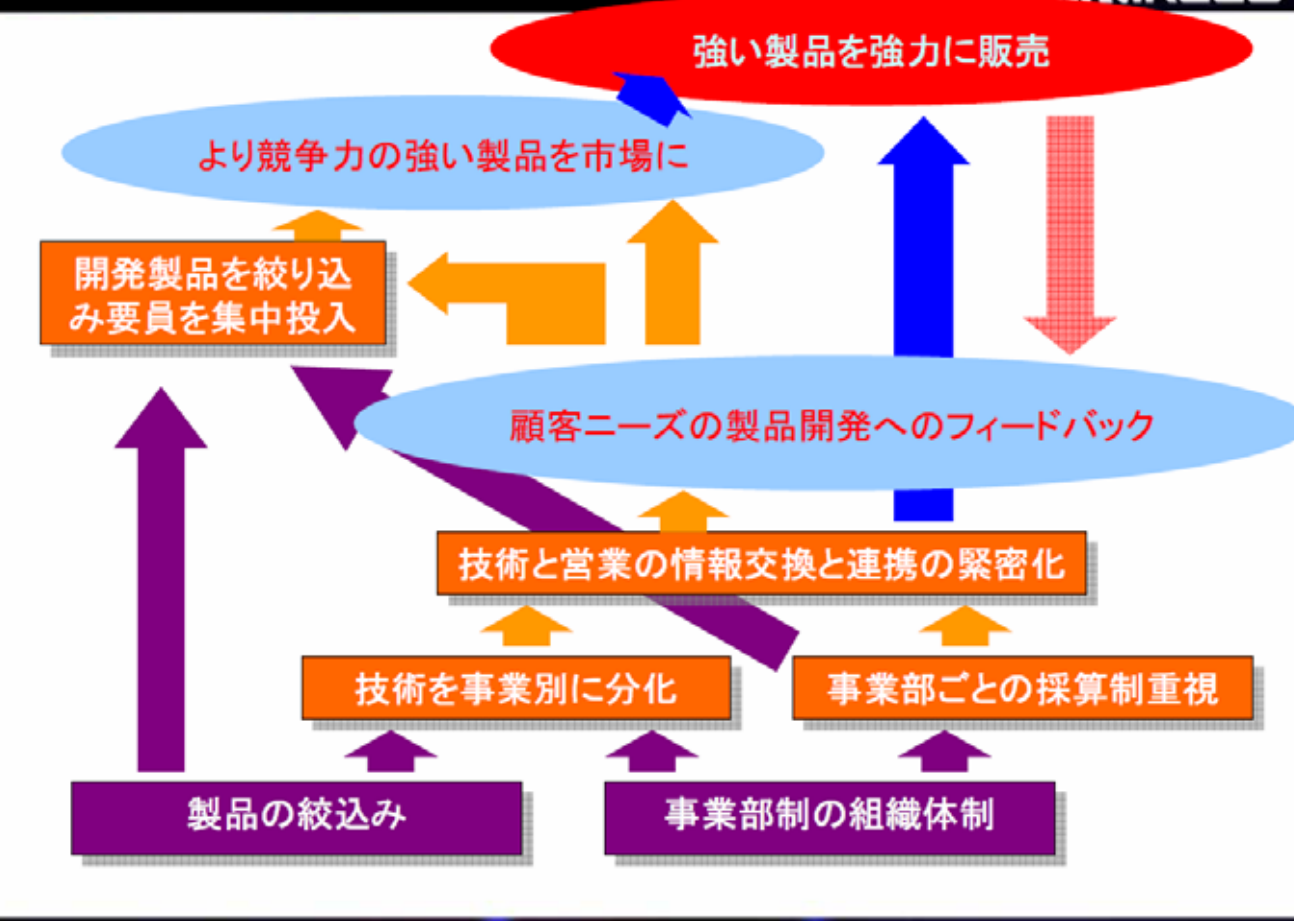 強い製品を強力に販売
より競争力の強い製品を市場に
開発製品を絞り込
み要員を集中投入
顧客ニーズの製品開発へのフィードバック
技術と営業の情報交換と連携の緊密化
技術を事業別に分化
事業部ごとの採算制重視
製品の絞込み
事業部制の組織体制